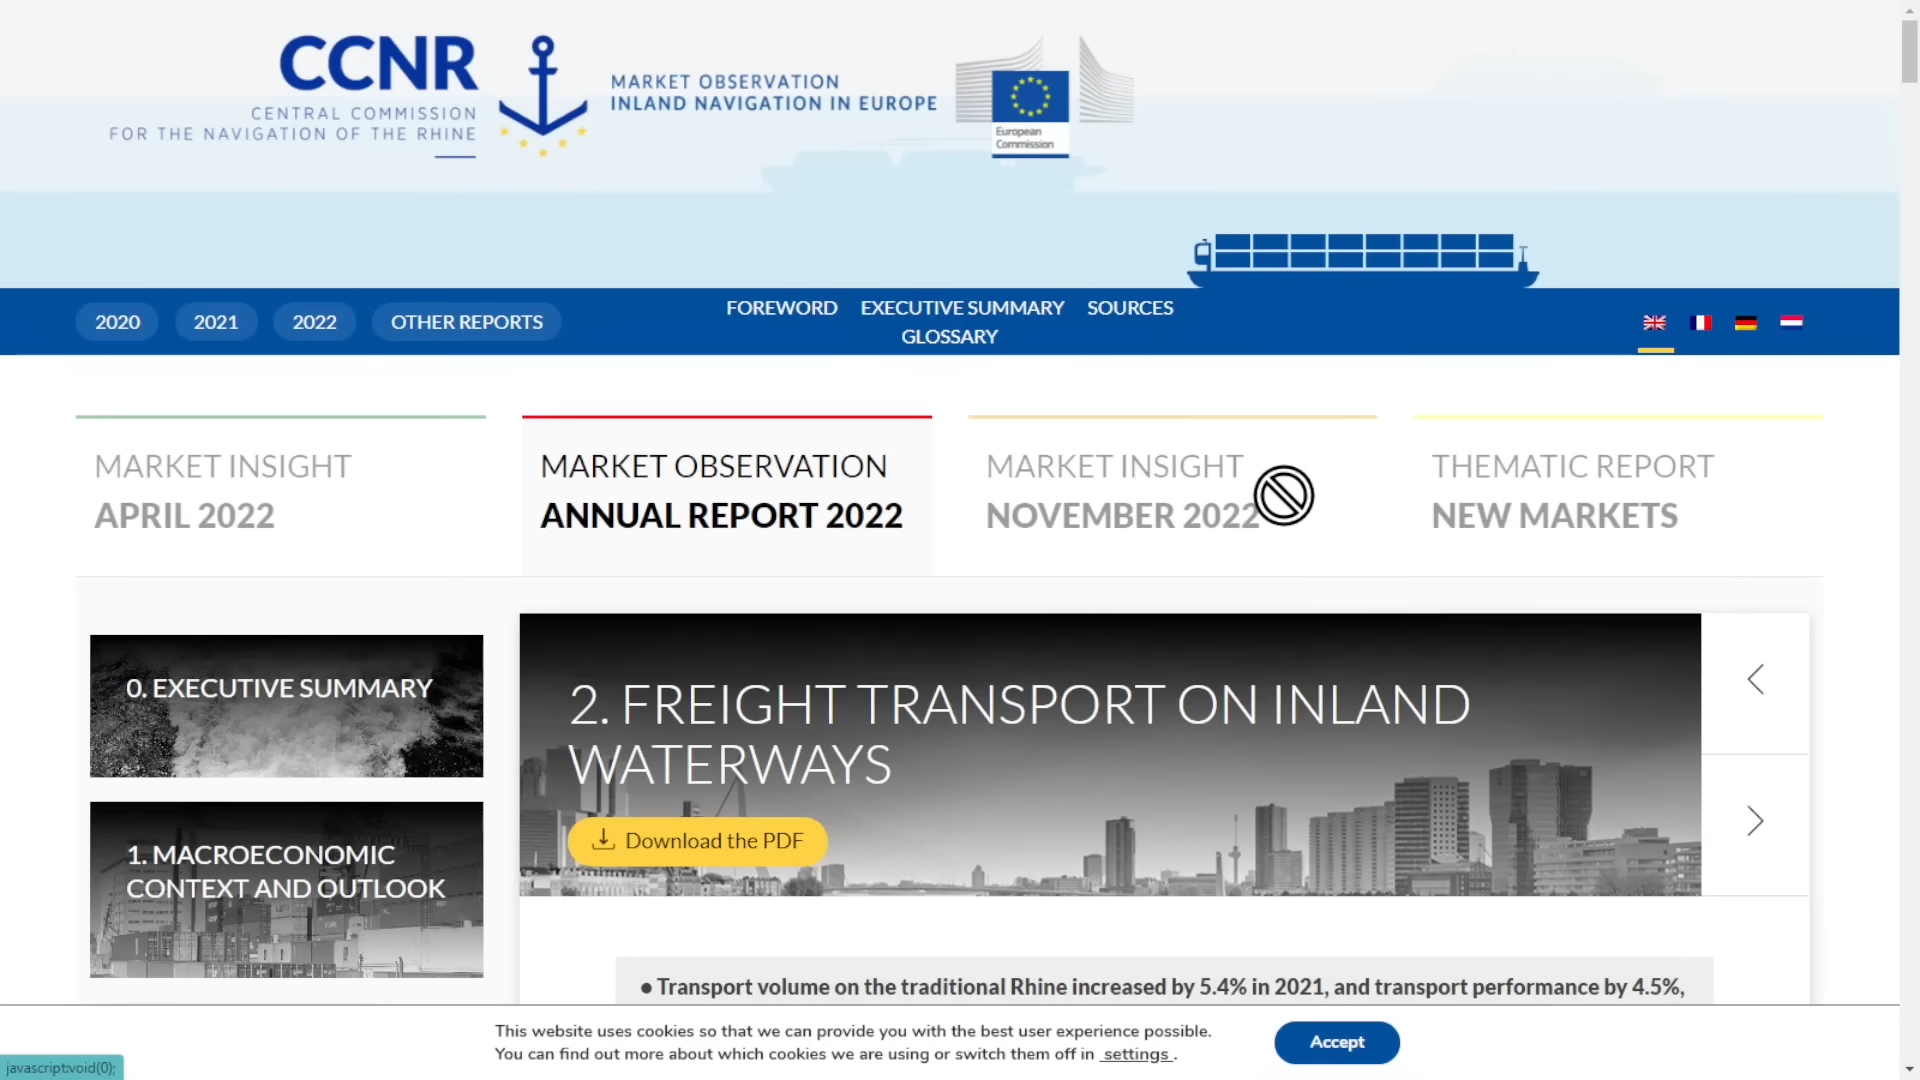 CCNR
CENTRAL COMMISSION
FOR THE NAVIGATION OF THE RHINE
MARKET OBSERVATION
INLAND NAVIGATION IN EUROPE
European
Commission
2020
2021
2022
OTHER REPORTS
FOREWORD
EXECUTIVE SUMMARY
SOURCES
GLOSSARY
MARKET INSIGHT
APRIL 2022
MARKET OBSERVATION
ANNUAL REPORT 2022
MARKET INSIGHT
NOVEMBER 2022
THEMATIC REPORT
NEW MARKETS
0. EXECUTIVE SUMMARY
1. MACROECONOMIC
CONTEXT AND OUTLOOK
2. FREIGHT TRANSPORT ON INLAND
WATERWAYS
Download the PDF
● Transport volume on the traditional Rhine increased by 5.4% in 2021, and transport performance by 4.5%,
This website uses cookies so that we can provide you with the best user experience possible.
You can find out more about which cookies we are using or switch them off in settings .
Accept
javascript:void(0);